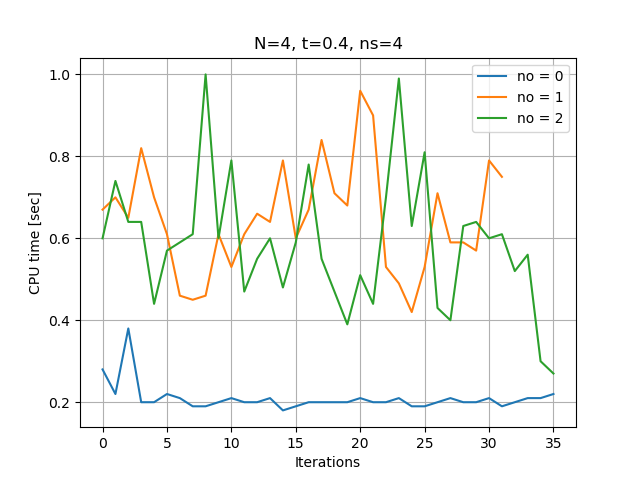 N=4, t=0.4, ns=4
no = 0
no = 1
no = 2
CPU time [sec]
1.0
0.8
0.6
0.4
0.2
0 5 10 15 20 25 30 35
Iterations